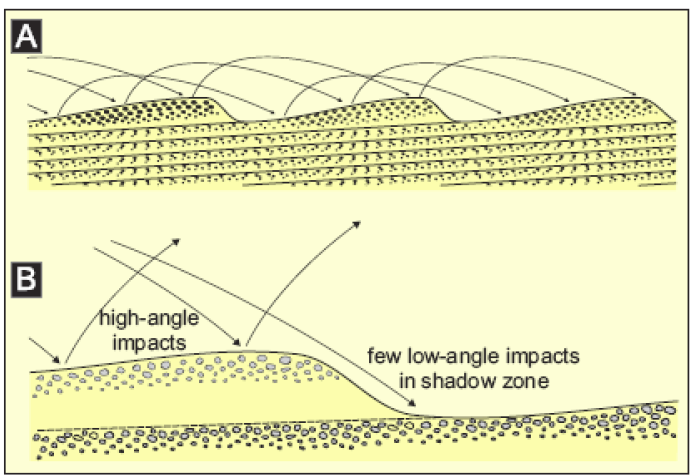 A
B
high-angle
impacts
few low-angle impacts
in shadow zone